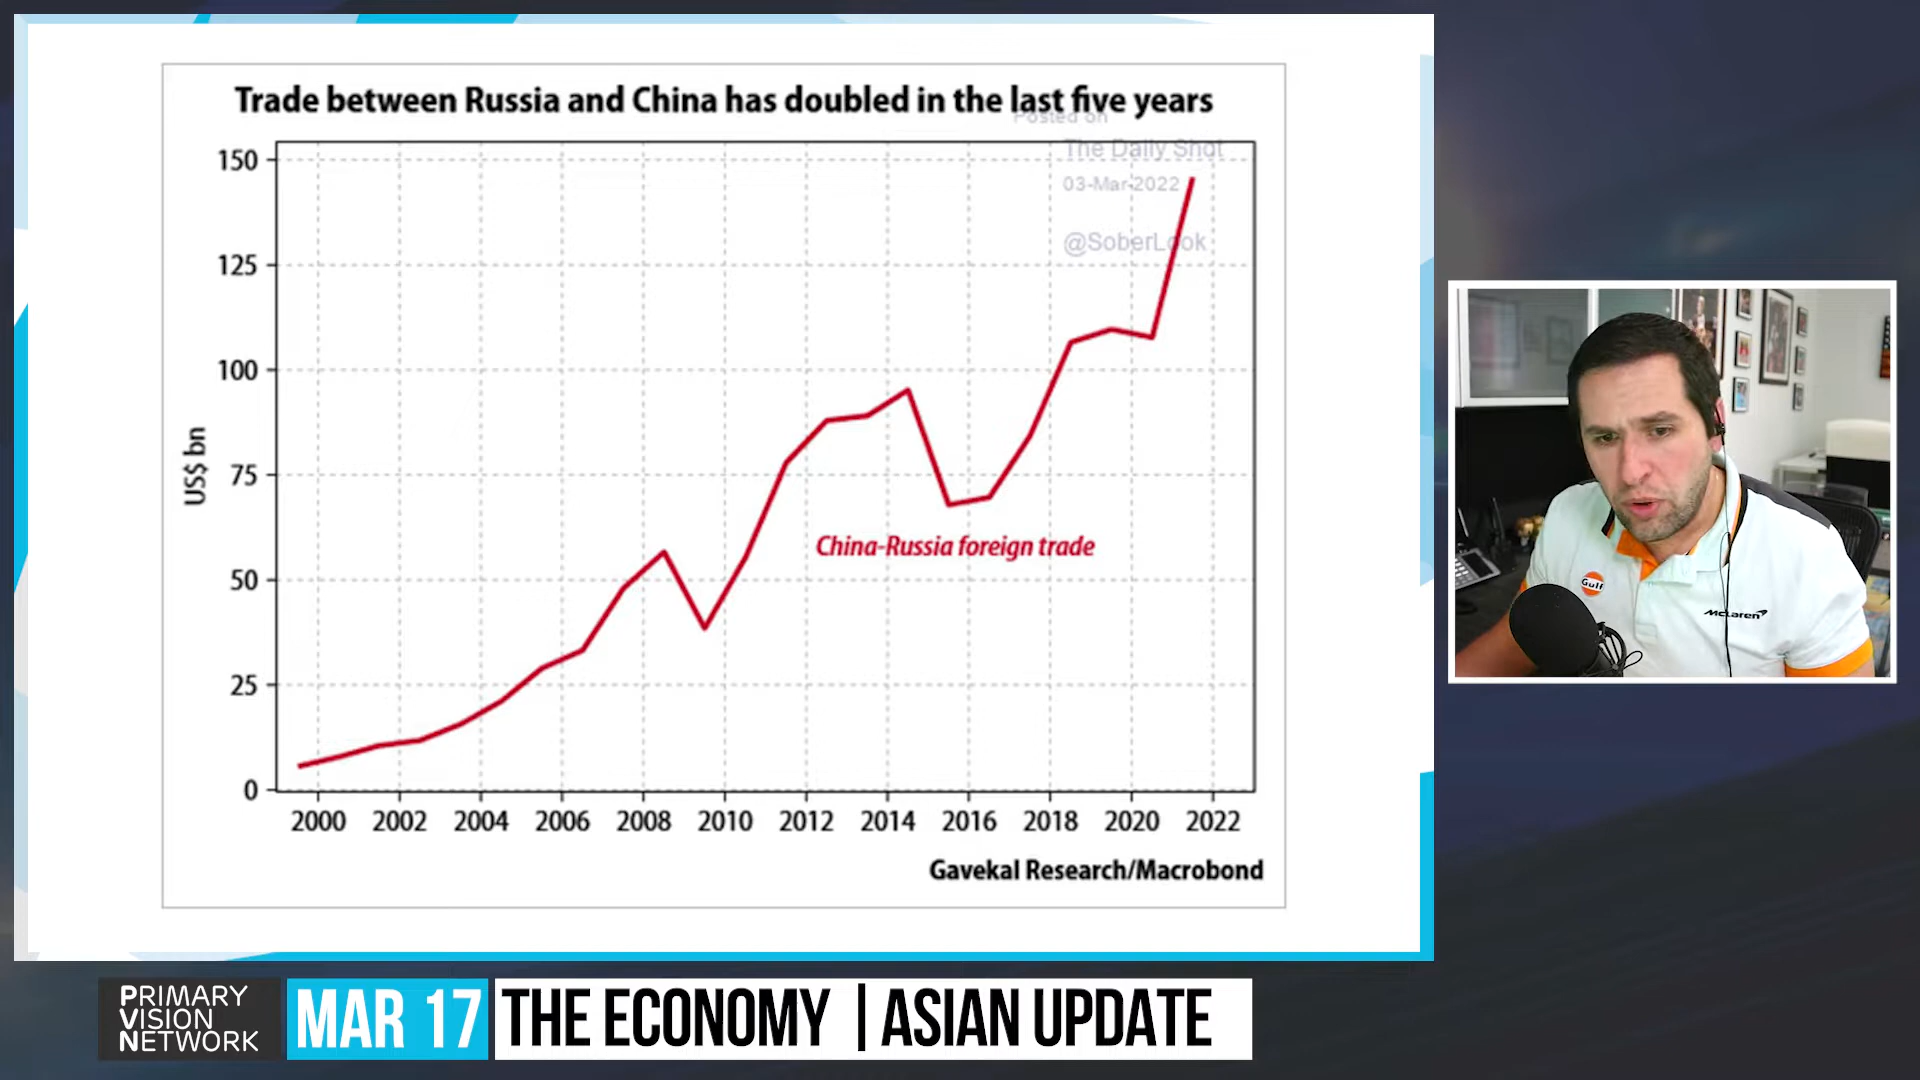 Trade between Russia and China has doubled in the last five years
Posted on
The Daily Shot
03-Mar-2022
@SoberLook
150
125
100
75
50
25
0
US$ bn
China-Russia foreign trade
2000 2002 2004 2006 2008 2010 2012 2014 2016 2018 2020 2022
Gavekal Research/Macrobond
Gulf
McLaren
PRIMARY
VISION
NETWORK
MAR 17
THE ECONOMY | ASIAN UPDATE